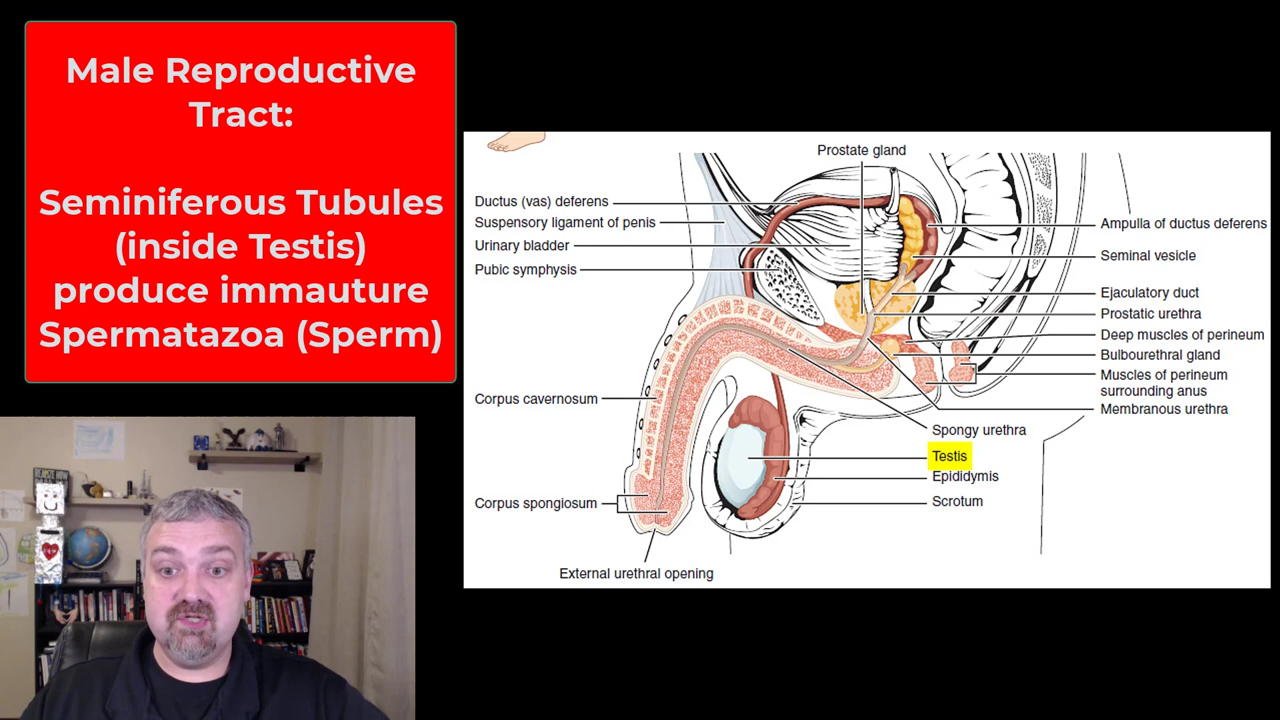 Male Reproductive
Tract:
Seminiferous Tubules
(inside Testis)
produce immauture
Spermatazoa (Sperm)
Prostate gland
Ductus (vas) deferens
Suspensory ligament of penis
Urinary bladder
Pubic symphysis
Corpus cavernosum
Corpus spongiosum
External urethral opening
Ampulla of ductus deferens
Seminal vesicle
Ejaculatory duct
Prostatic urethra
Deep muscles of perineum
Bulbourethral gland
Muscles of perineum
surrounding anus
Membranous urethra
Spongy urethra
Testis
Epididymis
Scrotum